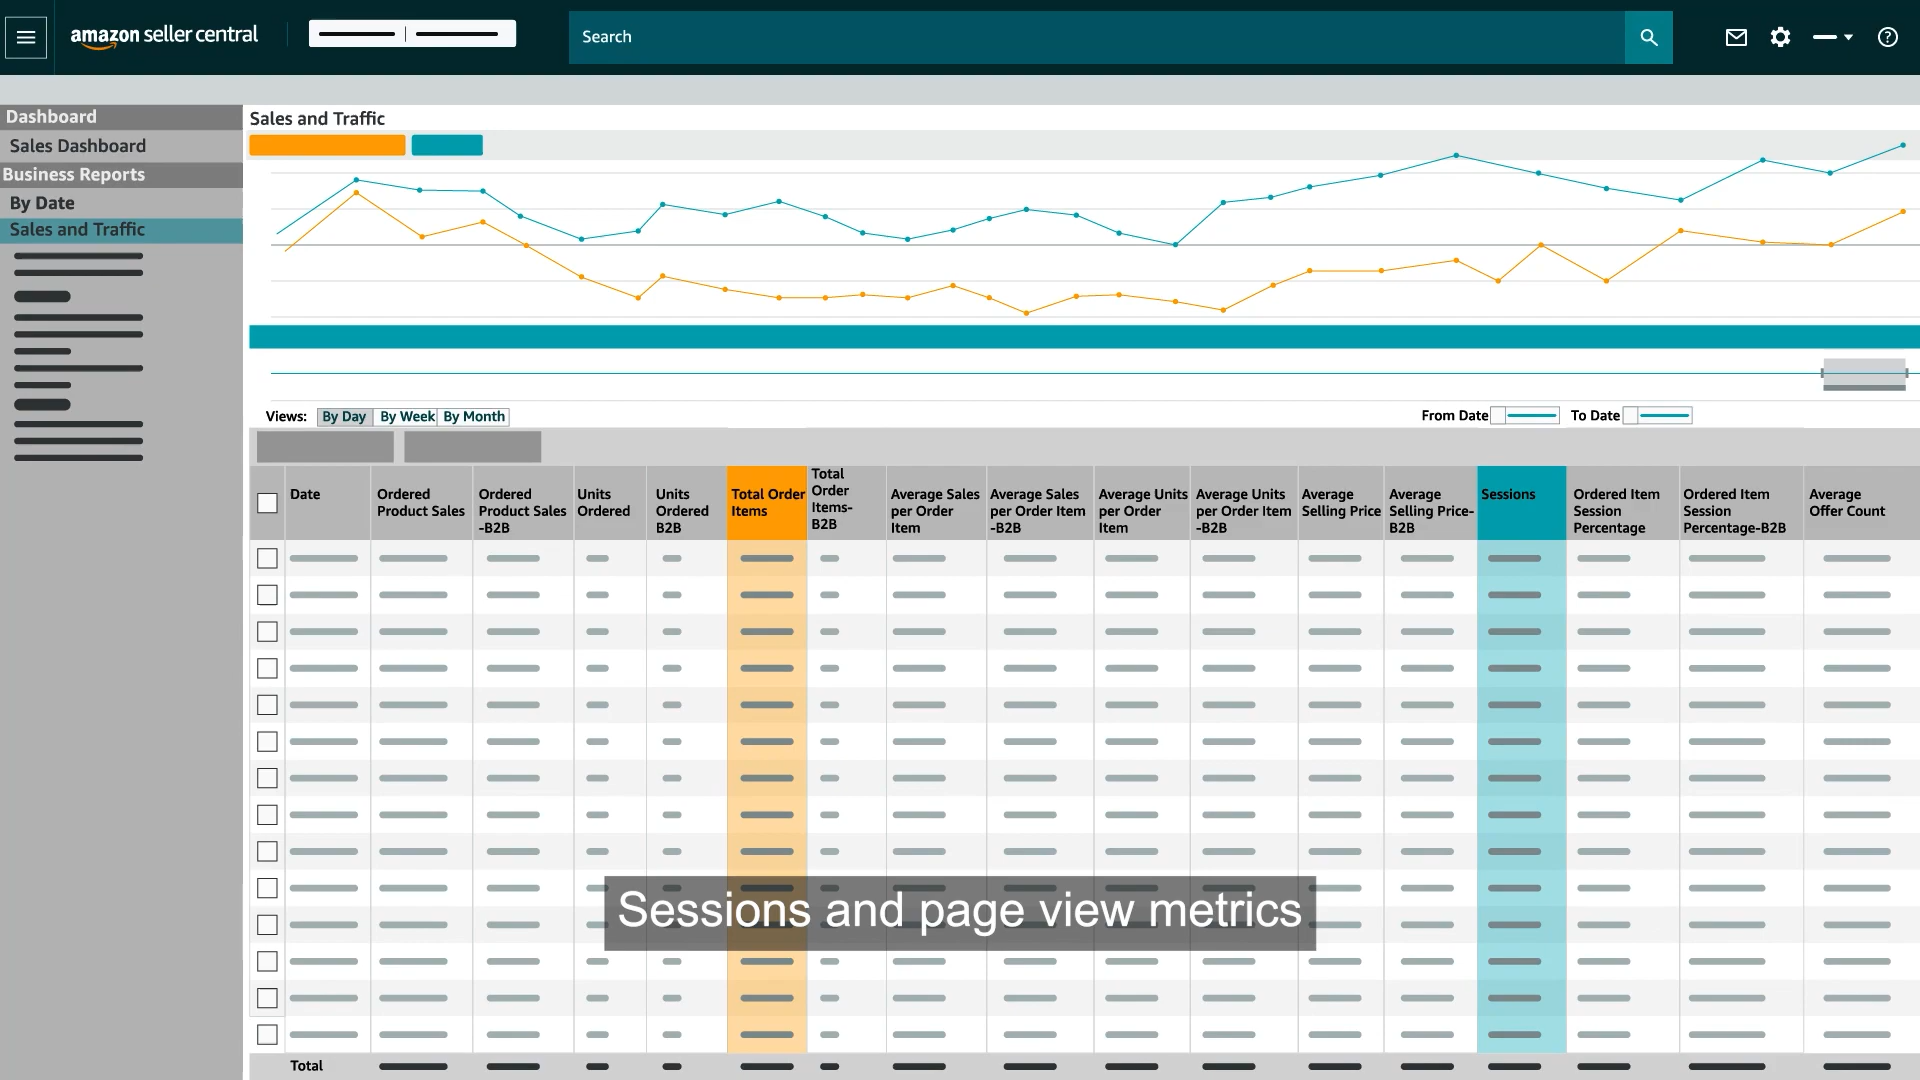 amazon seller central
Search
Dashboard
Sales Dashboard
Business Reports
By Date
Sales and Traffic
Sales and Traffic
Views: By Day By Week By Month
From Date To Date
Date
Ordered
Product Sales
Ordered
Product Sales
-B2B
Units
Ordered
Units
Ordered
B2B
Total Order
Items
Total
Order
Items-
B2B
Average Sales
per Order
Item
Average Sales
per Order Item
-B2B
Average Units
per Order
Item
Average Units
per Order Item
-B2B
Average
Selling Price
Average
Selling Price-
B2B
Sessions
Ordered Item
Session
Percentage
Ordered Item
Session
Percentage-B2B
Average
Offer Count
Sessions and page view metrics
Total